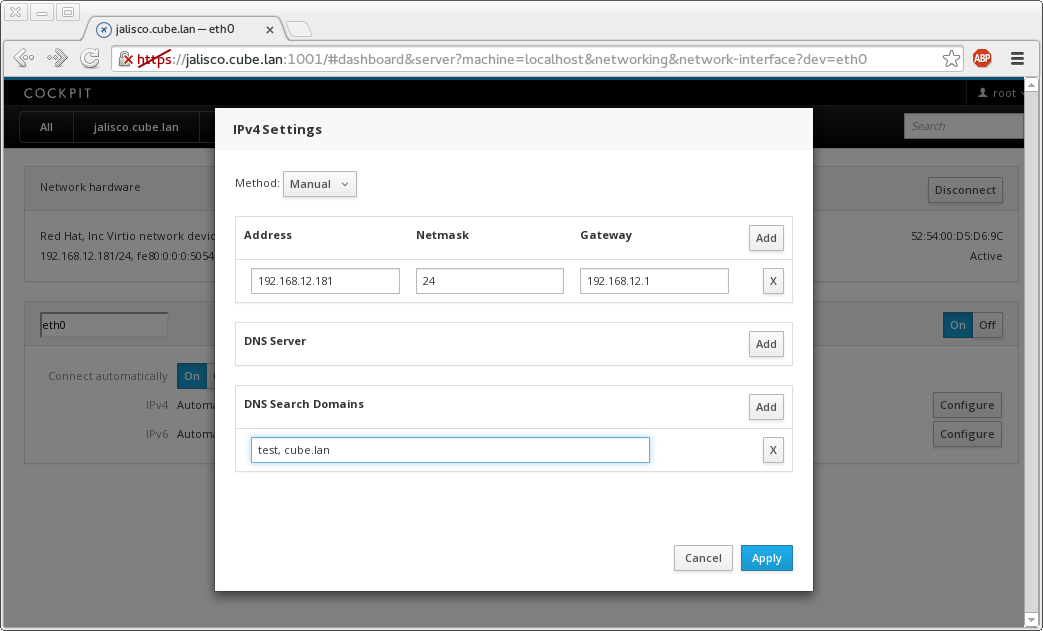 jalisco.cube.lan — eth0
https://jalisco.cube.lan:1001/#dashboard&server?machine=localhost&networking&network-interface?dev=eth0
ABP
COCKPIT
root
All
jalisco.cube.lan
Search
IPv4 Settings
Network hardware
Disconnect
Method: Manual
Red Hat, Inc Virtio network devic
52:54:00:D5:D6:9C
192.168.12.181/24, fe80:0:0:0:5054
Active
Address Netmask Gateway Add
192.168.12.181 24 192.168.12.1 X
eth0
On Off
DNS Server Add
Connect automatically On
IPv4 Automa
Configure
IPv6 Automa
Configure
DNS Search Domains Add
test, cube.lan X
Cancel Apply